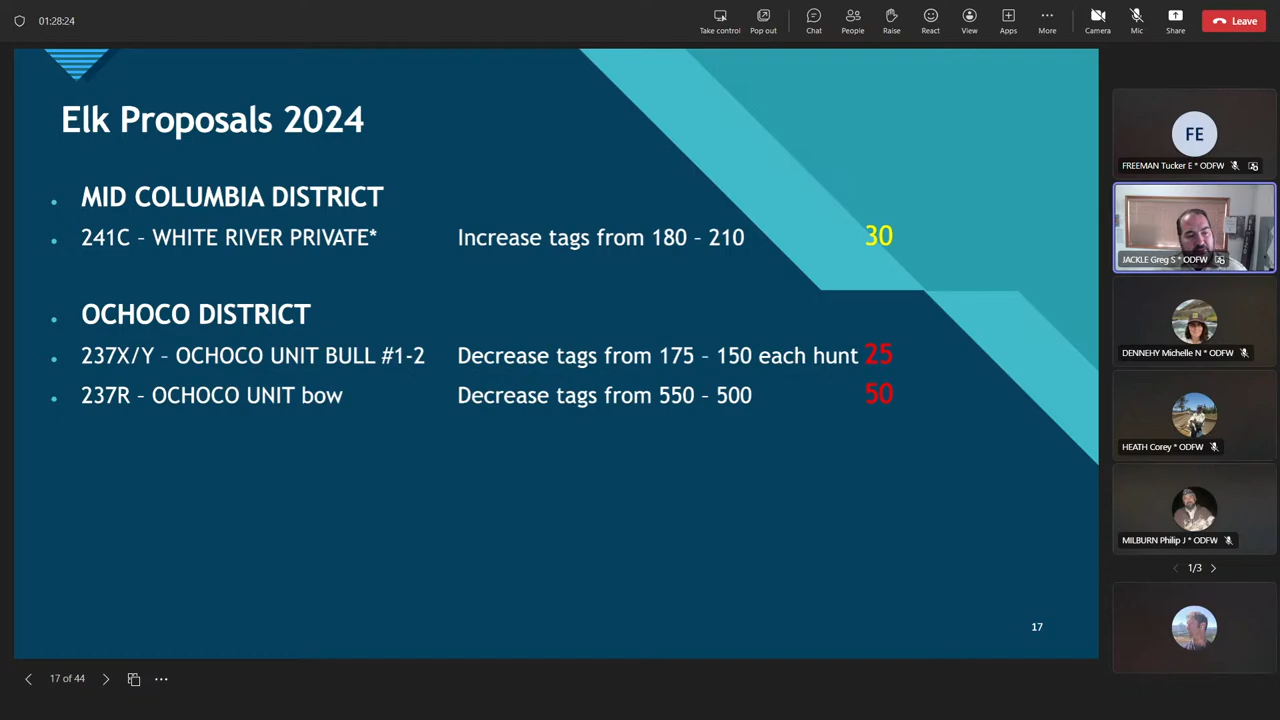 01:28:24
Take control
Pop out
Chat
People
Raise
React
View
Apps
More
Camera
Mic
Share
Leave
Elk Proposals 2024
MID COLUMBIA DISTRICT
241C – WHITE RIVER PRIVATE* Increase tags from 180 – 210 30
OCHOCO DISTRICT
237X/Y – OCHOCO UNIT BULL #1-2 Decrease tags from 175 – 150 each hunt 25
237R – OCHOCO UNIT bow Decrease tags from 550 – 500 50
17
17 of 44
FE
FREEMAN Tucker E * ODFW
JACKLE Greg S * ODFW
DENNEHY Michelle N * ODFW
HEATH Corey * ODFW
MILBURN Philip J * ODFW
1/3